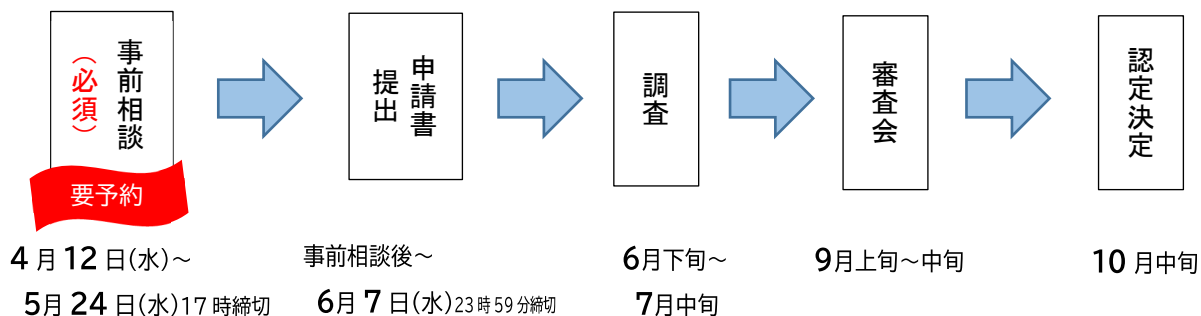 事前相談
（必須）
要予約
4月12日(水)～
5月24日(水)17時締切
申請書
提出
事前相談後～
6月7日(水)23時59分締切
調査
6月下旬～
7月中旬
審査会
9月上旬～中旬
認定決定
10月中旬